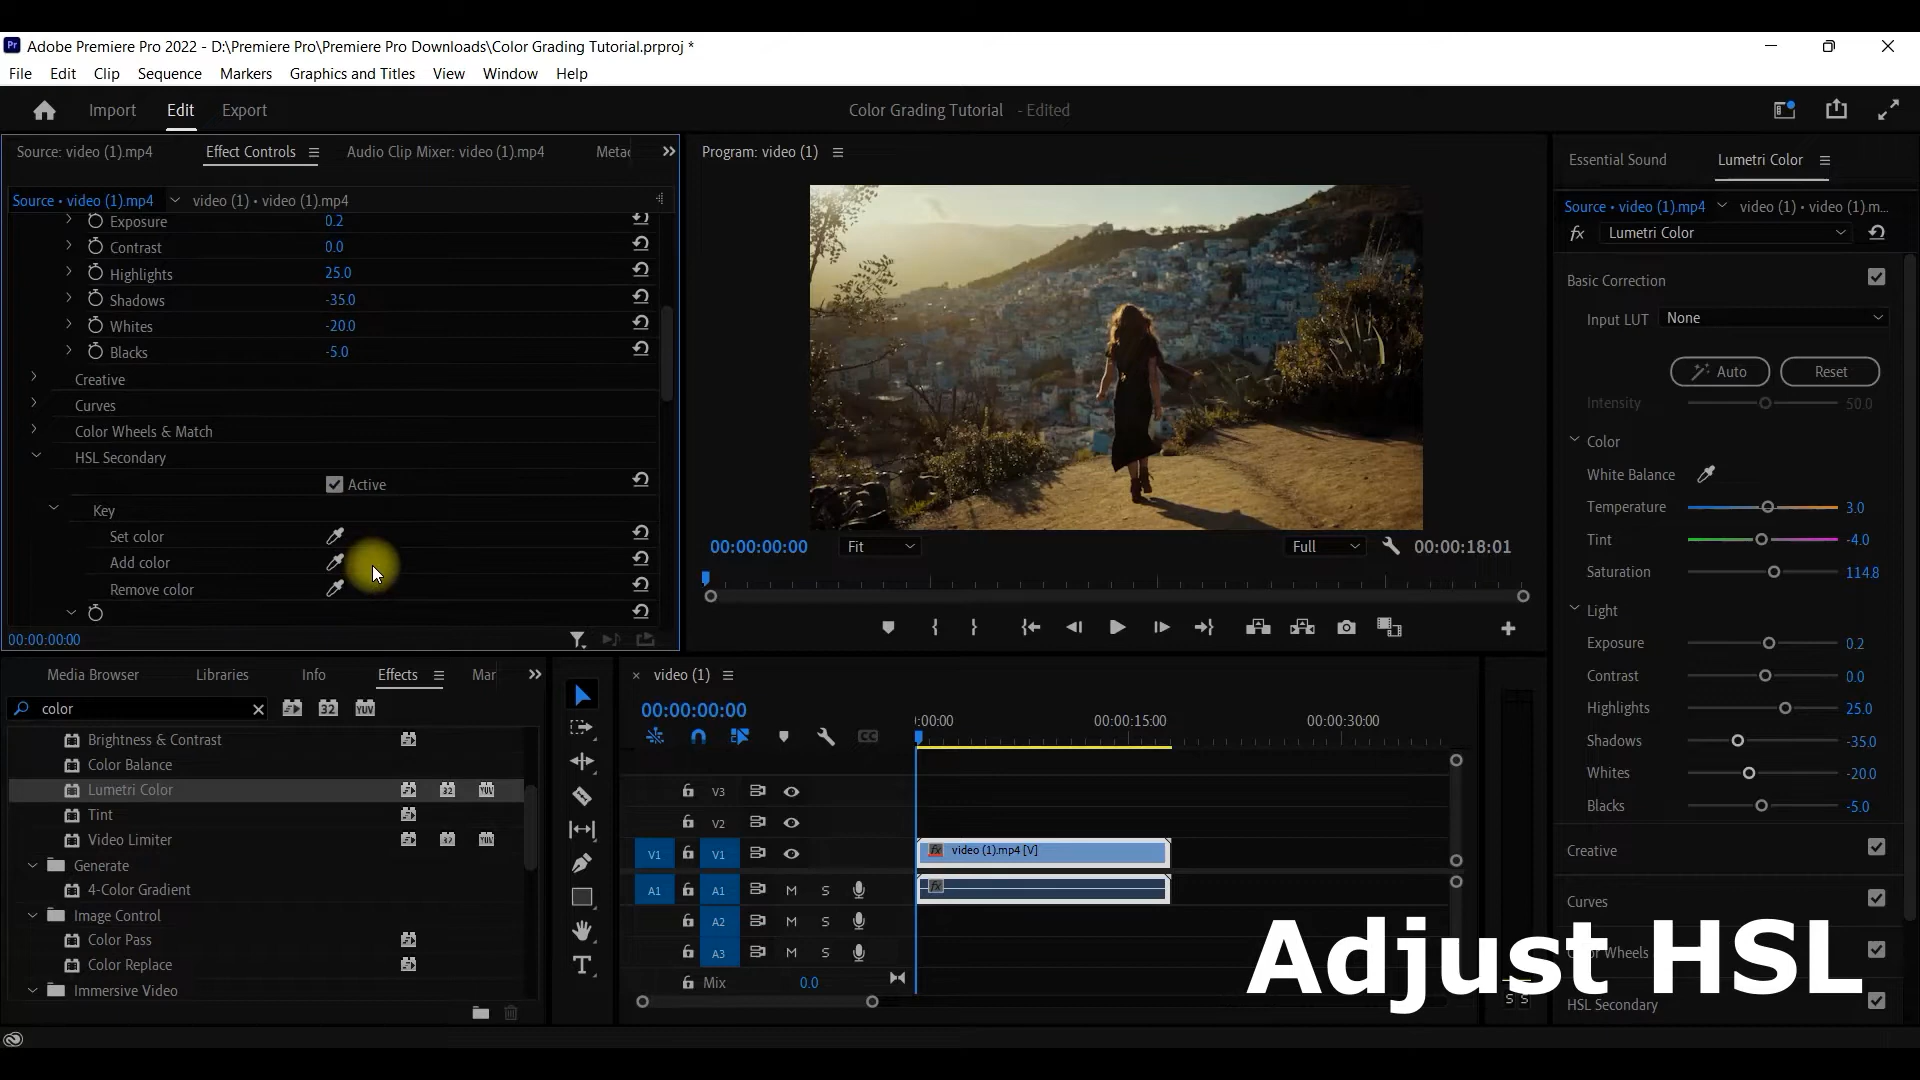 Adobe Premiere Pro 2022 - D:\Premiere Pro\Premiere Pro Downloads\Color Grading Tutorial.prproj *
File Edit Clip Sequence Markers Graphics and Titles View Window Help
Import Edit Export
Color Grading Tutorial - Edited
Source: video (1).mp4 Effect Controls Audio Clip Mixer: video (1).mp4
Source • video (1).mp4 video (1) • video (1).mp4
Exposure 0.2
Contrast 0.0
Highlights 25.0
Shadows -35.0
Whites -20.0
Blacks -5.0
Creative
Curves
Color Wheels & Match
HSL Secondary
Active
Key
Set color
Add color
Remove color
00:00:00:00
Program: video (1)
00:00:00:00 Fit Full 00:00:18:01
Essential Sound Lumetri Color
Source • video (1).mp4 video (1) • video (1).m...
fx Lumetri Color
Basic Correction
Input LUT None
Auto Reset
Intensity 50.0
Color
White Balance
Temperature 3.0
Tint -4.0
Saturation 114.8
Light
Exposure 0.2
Contrast 0.0
Highlights 25.0
Shadows -35.0
Whites -20.0
Blacks -5.0
Creative
Curves
HSL Secondary
Media Browser Libraries Info Effects Mar
color
32 YUV
Brightness & Contrast
Color Balance
Lumetri Color
Tint
Video Limiter
Generate
4-Color Gradient
Image Control
Color Pass
Color Replace
Immersive Video
video (1)
00:00:00:00
:00:00 00:00:15:00 00:00:30:00
V3
V2
V1 V1 video (1).mp4 [V]
A1 A1 M S
A2 M S
A3 M S
Mix 0.0
S S
Adjust HSL